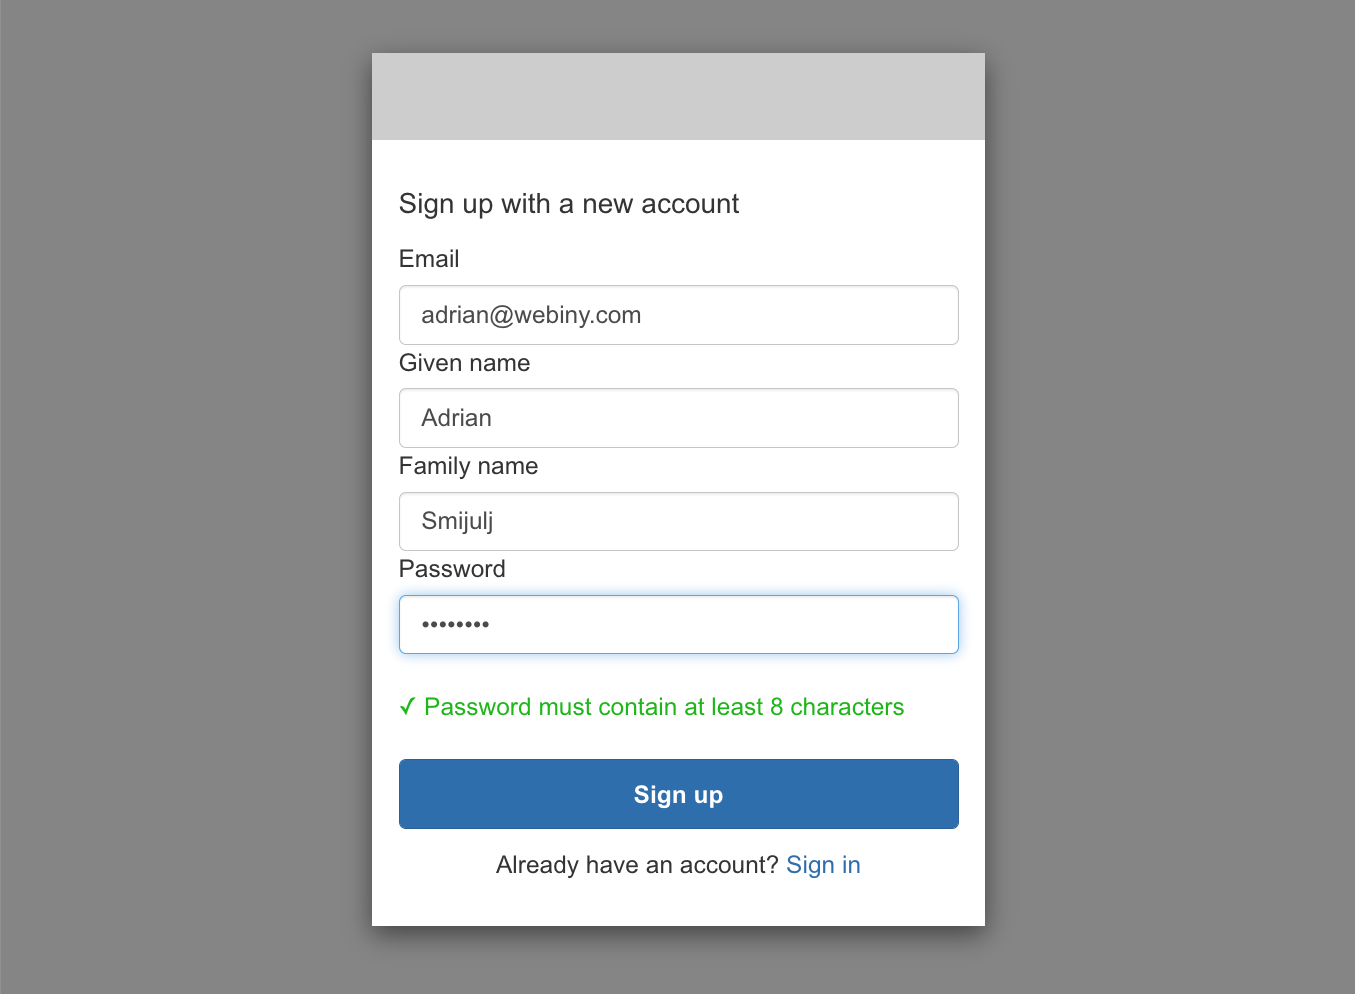 Sign up with a new account
Email
adrian@webiny.com
Given name
Adrian
Family name
Smijulj
Password
••••••••
✓ Password must contain at least 8 characters
Sign up
Already have an account? Sign in